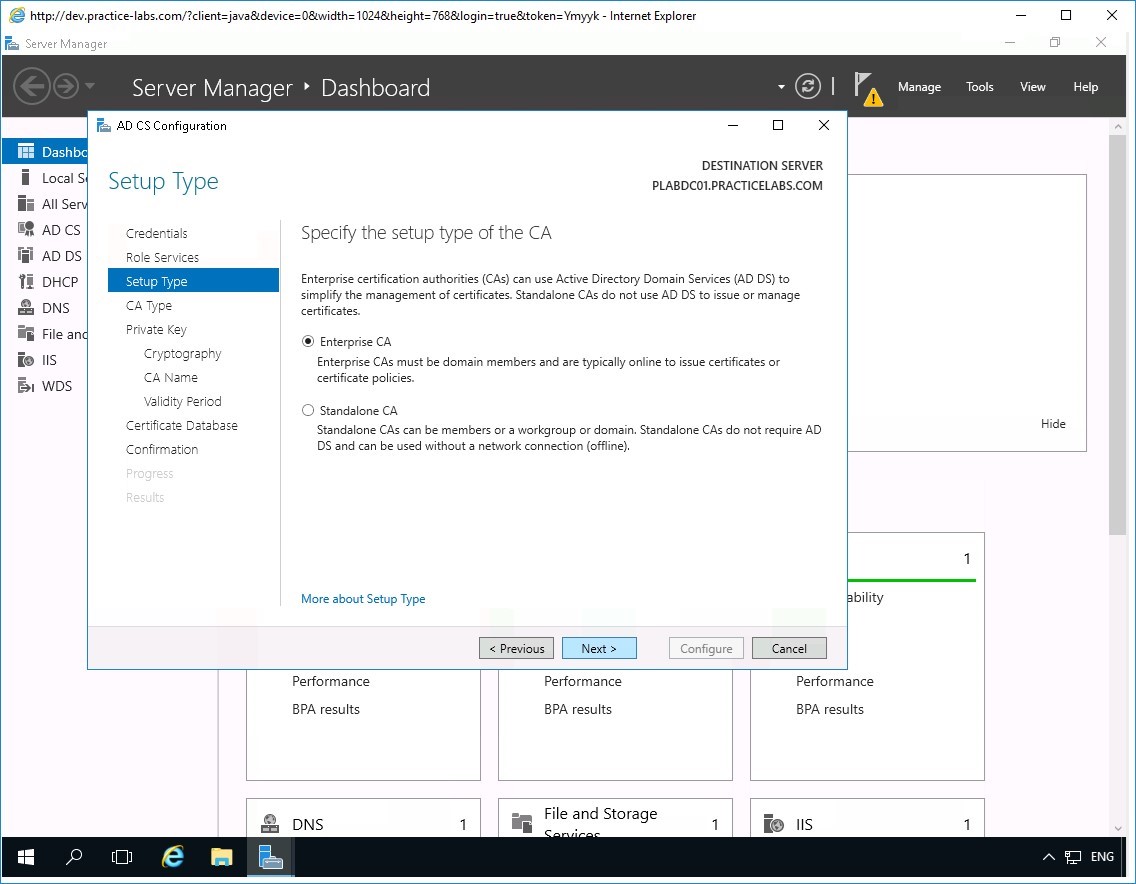 http://dev.practice-labs.com/?client=java&device=0&width=1024&height=768&login=true&token=Ymyyk - Internet Explorer
Server Manager
Server Manager ‣ Dashboard
Manage
Tools
View
Help
AD CS Configuration
Dashbo
Local Se
All Serv
AD CS
AD DS
DHCP
DNS
File and
IIS
WDS
Setup Type
DESTINATION SERVER
PLABDC01.PRACTICELABS.COM
Credentials
Role Services
Setup Type
CA Type
Private Key
Cryptography
CA Name
Validity Period
Certificate Database
Confirmation
Progress
Results
Specify the setup type of the CA
Enterprise certification authorities (CAs) can use Active Directory Domain Services (AD DS) to
simplify the management of certificates. Standalone CAs do not use AD DS to issue or manage
certificates.
Enterprise CA
Enterprise CAs must be domain members and are typically online to issue certificates or
certificate policies.
Standalone CA
Standalone CAs can be members or a workgroup or domain. Standalone CAs do not require AD
DS and can be used without a network connection (offline).
More about Setup Type
< Previous
Next >
Configure
Cancel
Hide
1
ability
Performance
BPA results
Performance
BPA results
Performance
BPA results
DNS
1
File and Storage
Services
1
IIS
1
ENG